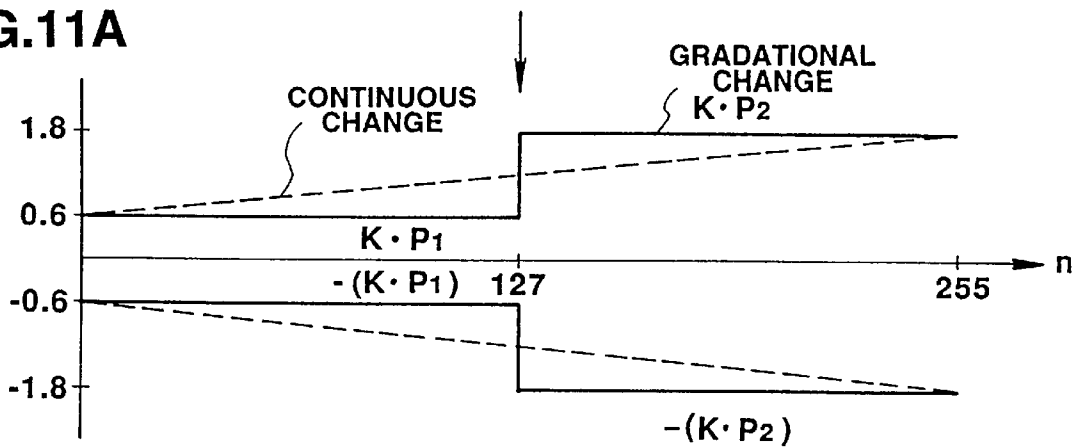 G.11A
GRADATIONAL
CHANGE
K·P2
CONTINUOUS
CHANGE
1.8
0.6
K·P1
n
-(K·P1) 127
255
-0.6
-1.8
-(K·P2)